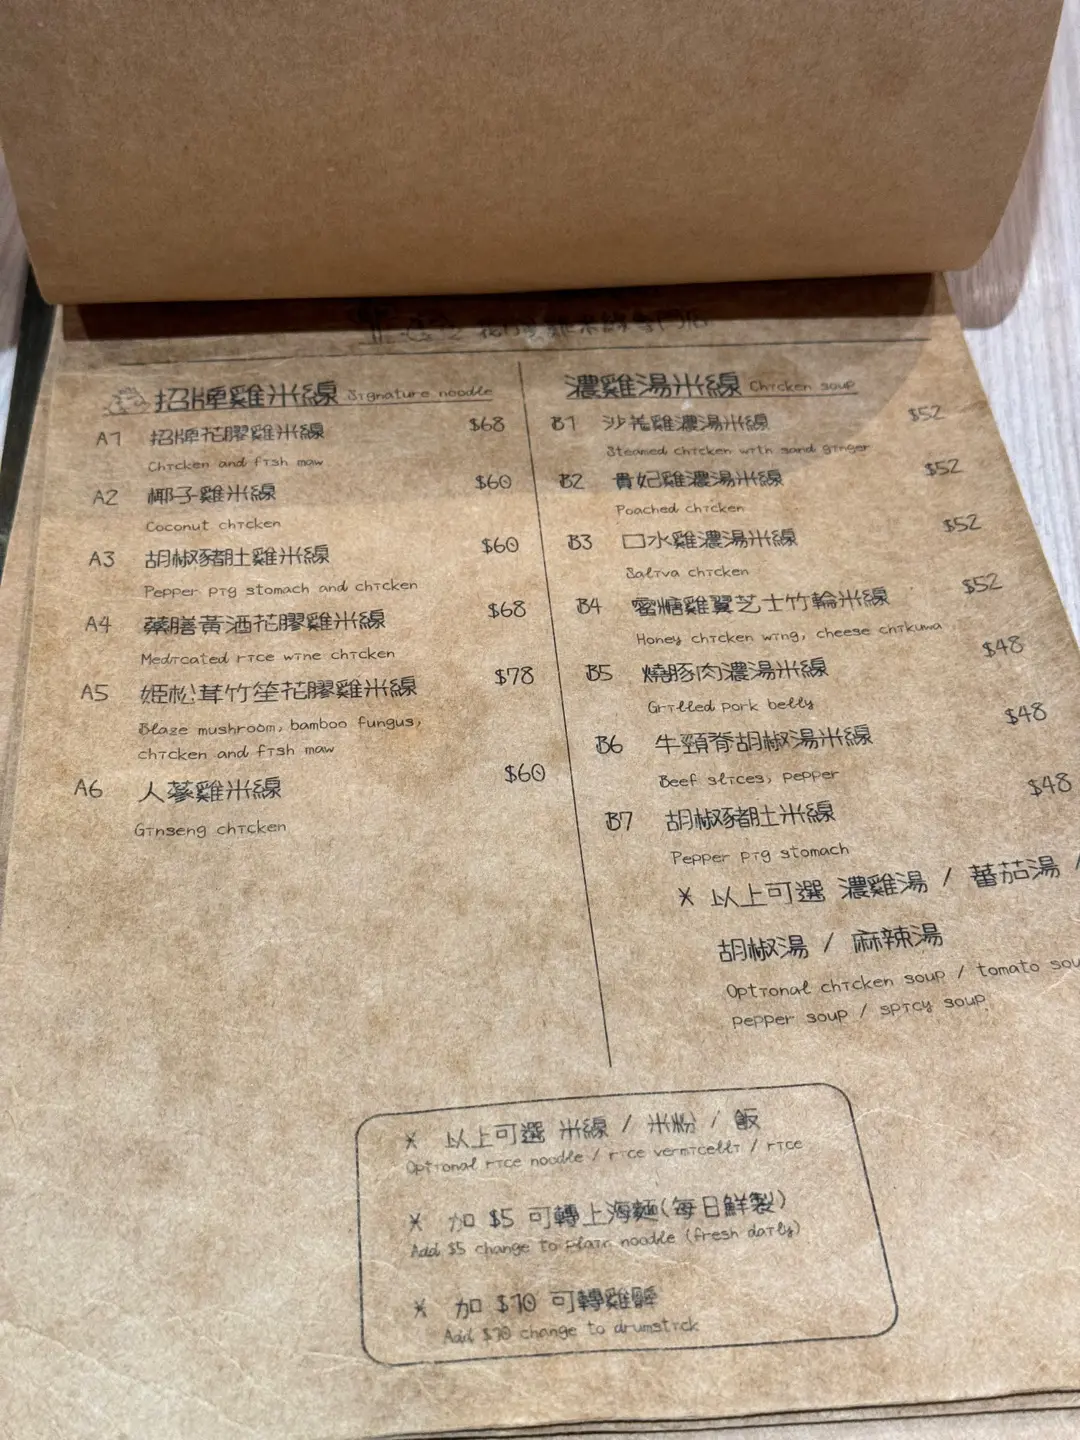 招牌雞米線 Signature noodle
A1 招牌花膠雞米線 $68
Chicken and fish maw
A2 椰子雞米線 $60
Coconut chicken
A3 胡椒豬肚雞米線 $60
Pepper pig stomach and chicken
A4 藥膳黃酒花膠雞米線 $68
Medicated rice wine chicken
A5 姬松茸竹笙花膠雞米線 $78
Blaze mushroom, bamboo fungus,
chicken and fish maw
A6 人蔘雞米線 $60
Ginseng chicken
濃雞湯米線 Chicken soup
B1 沙羗雞濃湯米線 $52
Steamed chicken with sand ginger
B2 貴妃雞濃湯米線 $52
Poached chicken
B3 口水雞濃湯米線 $52
Saliva chicken
B4 蜜糖雞翼芝士竹輪米線 $52
Honey chicken wing, cheese chikuwa
B5 燒豚肉濃湯米線 $48
Grilled pork belly
B6 牛頸脊胡椒湯米線 $48
Beef slices, pepper
B7 胡椒豬肚米線 $48
Pepper pig stomach
* 以上可選 濃雞湯 / 蕃茄湯 /
胡椒湯 / 麻辣湯
Optional chicken soup / tomato sou
pepper soup / spicy soup
* 以上可選 米線 / 米粉 / 飯
Optional rice noodle / rice vermicelli / rice
* 加 $5 可轉上海麵(每日鮮製)
Add $5 change to plain noodle (fresh daily)
* 加 $10 可轉雞髀
Add $10 change to drumstick